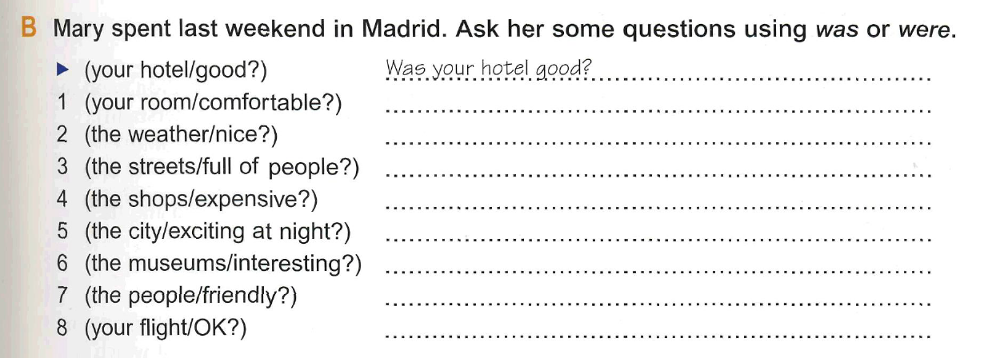 B Mary spent last weekend in Madrid. Ask her some questions using was or were.
▶ (your hotel/good?) Was your hotel good?
1 (your room/comfortable?) ........................................
2 (the weather/nice?) ........................................
3 (the streets/full of people?) ........................................
4 (the shops/expensive?) ........................................
5 (the city/exciting at night?) ........................................
6 (the museums/interesting?) ........................................
7 (the people/friendly?) ........................................
8 (your flight/OK?) ........................................